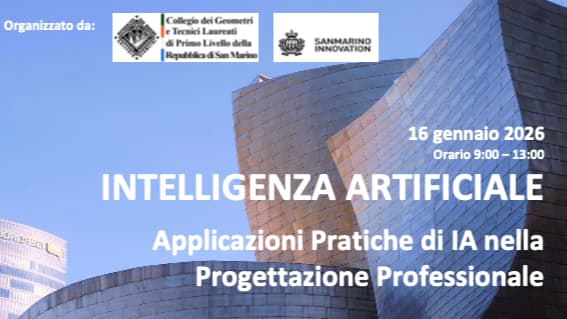 Organizzato da:
Collegio dei Geometri
e Tecnici Laureati
di Primo Livello della
Repubblica di San Marino
SANMARINO
INNOVATION
16 gennaio 2026
Orario 9:00 – 13:00
INTELLIGENZA ARTIFICIALE
Applicazioni Pratiche di IA nella
Progettazione Professionale